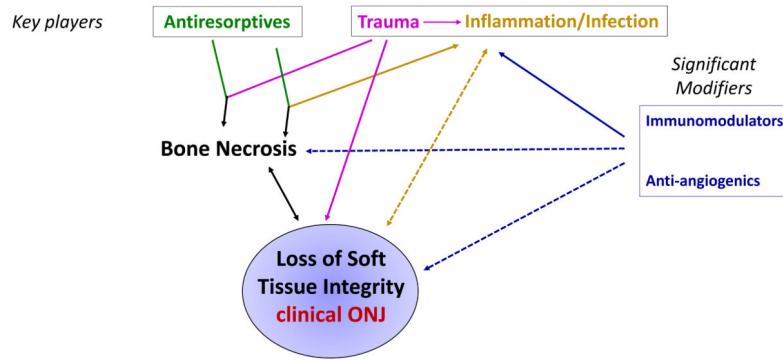 Key players
Antiresorptives
Trauma
Inflammation/Infection
Significant
Modifiers
Immunomodulators
Anti-angiogenics
Bone Necrosis
Loss of Soft
Tissue Integrity
clinical ONJ